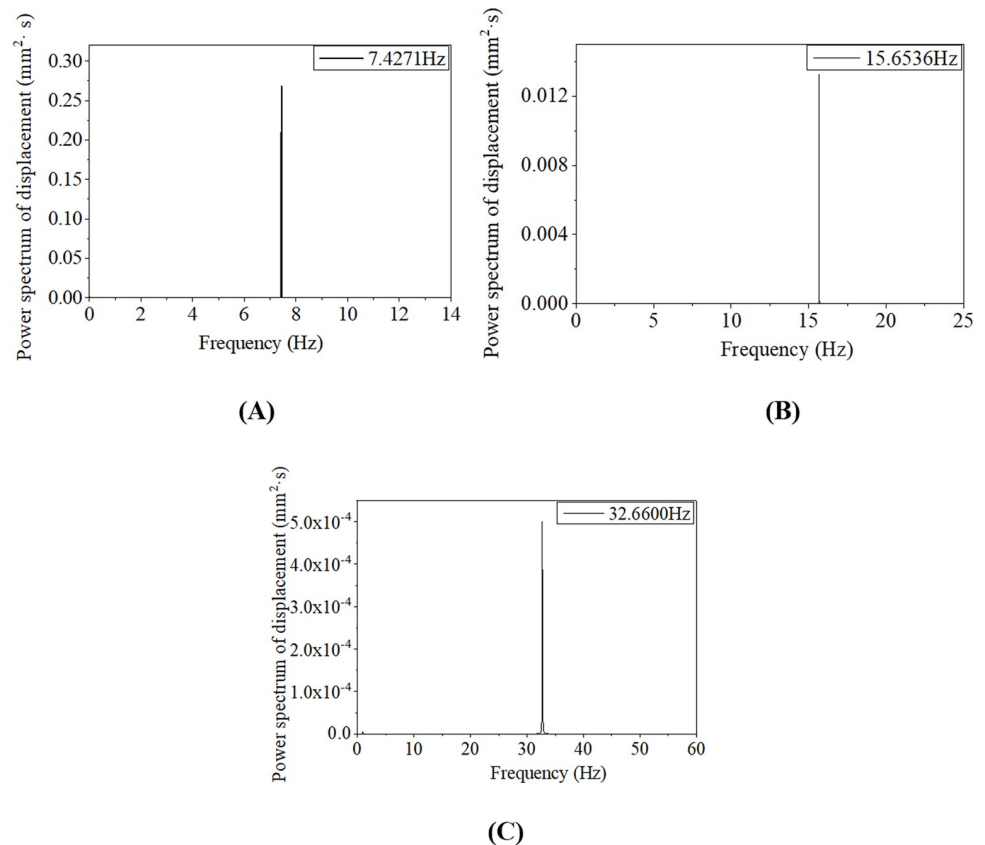 Power spectrum of displacement (mm²· s)
0.30
0.25
0.20
0.15
0.10
0.05
0.00
7.4271Hz
0 2 4 6 8 10 12 14
Frequency (Hz)
(A)
Power spectrum of displacement (mm²·s)
0.012
0.008
0.004
0.000
15.6536Hz
0 5 10 15 20 25
Frequency (Hz)
(B)
Power spectrum of displacement (mm²·s)
5.0x10⁻⁴
4.0x10⁻⁴
3.0x10⁻⁴
2.0x10⁻⁴
1.0x10⁻⁴
0.0
32.6600Hz
0 10 20 30 40 50 60
Frequency (Hz)
(C)